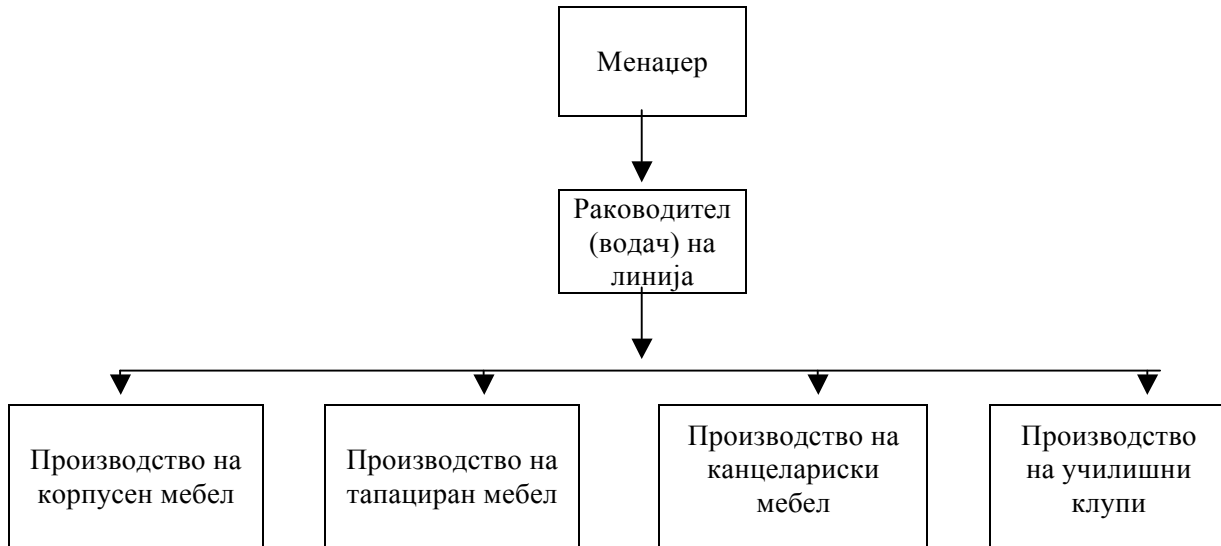 Менаџер
Раководител
(водач) на
линија
Производство на
корпусен мебел
Производство на
тапациран мебел
Производство на
канцелариски
мебел
Производство
на училишни
клупи